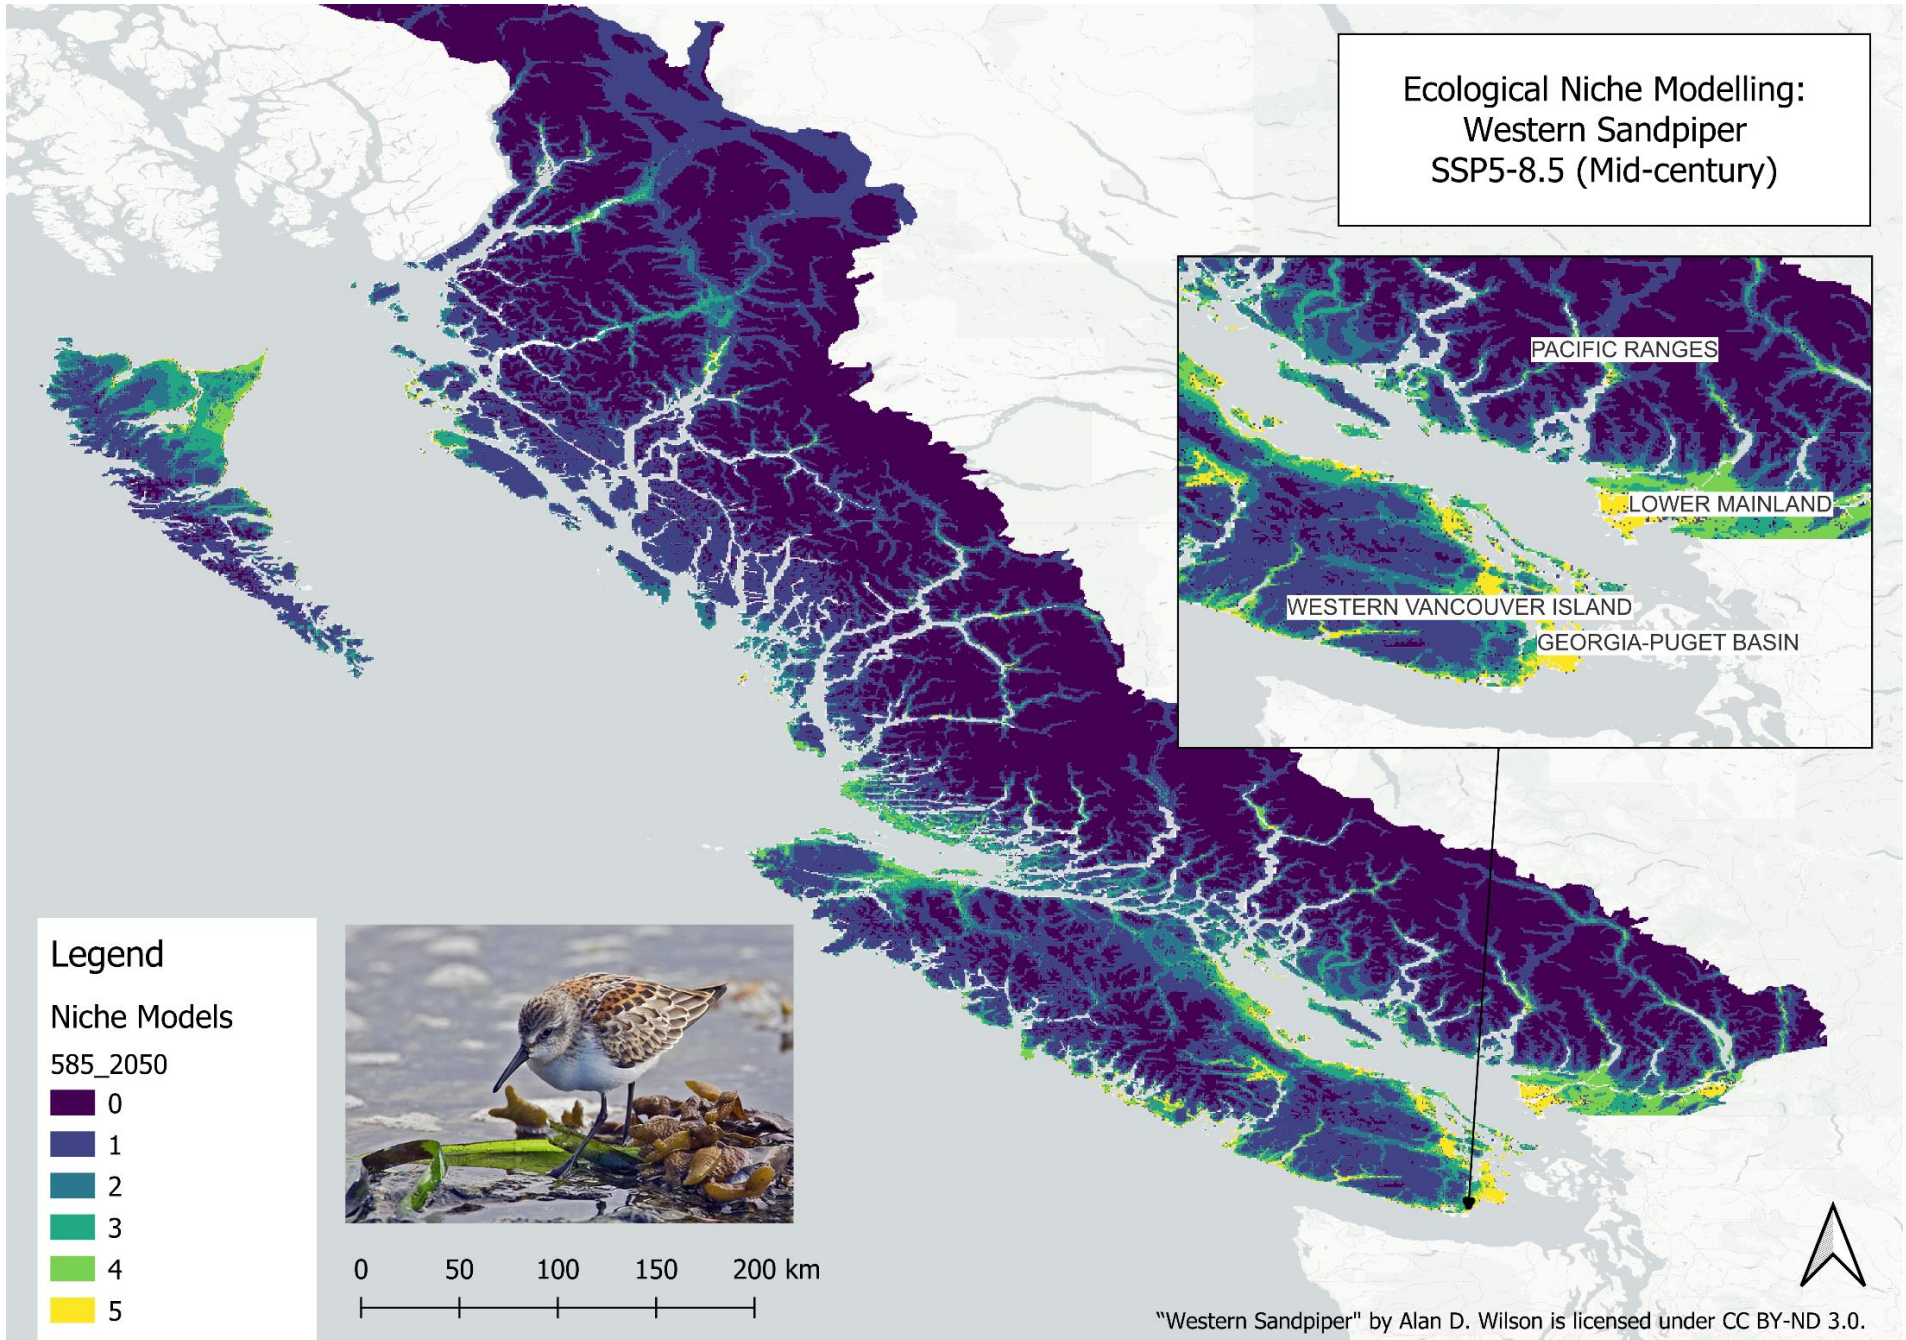 Ecological Niche Modelling:
Western Sandpiper
SSP5-8.5 (Mid-century)
PACIFIC RANGES
LOWER MAINLAND
WESTERN VANCOUVER ISLAND
GEORGIA-PUGET BASIN
Legend
Niche Models
585_2050
0
1
2
3
4
5
0 50 100 150 200 km
"Western Sandpiper" by Alan D. Wilson is licensed under CC BY-ND 3.0.